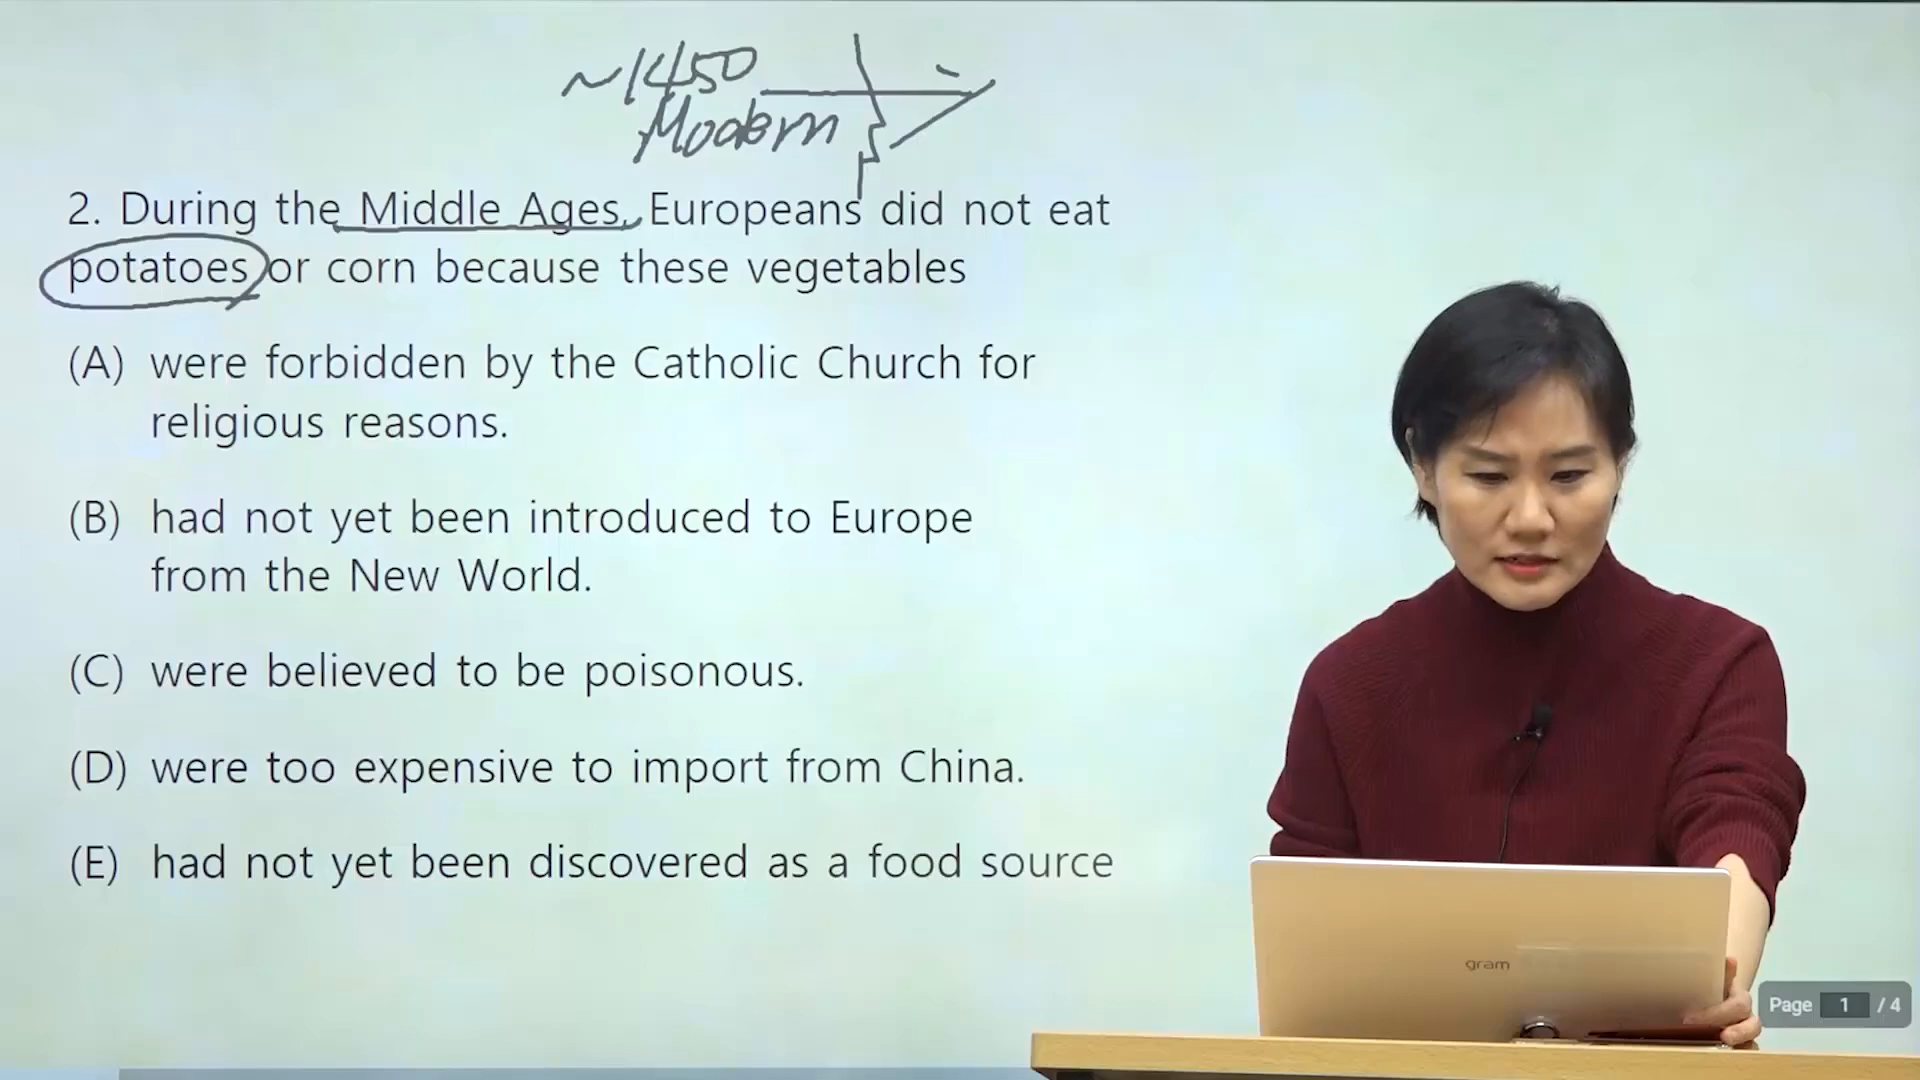 ~1450
Modern
2. During the Middle Ages, Europeans did not eat
potatoes or corn because these vegetables
(A) were forbidden by the Catholic Church for
religious reasons.
(B) had not yet been introduced to Europe
from the New World.
(C) were believed to be poisonous.
(D) were too expensive to import from China.
(E) had not yet been discovered as a food source
gram
Page 1 / 4